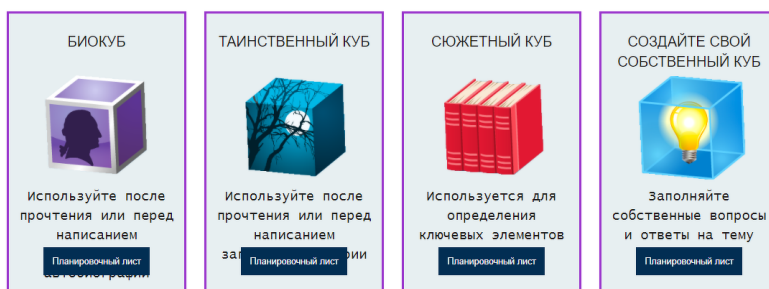 БИОКУБ
Используйте после
прочтения или перед
написанием
Планировочный лист
автобиографии
ТАИНСТВЕННЫЙ КУБ
Используйте после
прочтения или перед
написанием
Планировочный лист
СЮЖЕТНЫЙ КУБ
Используется для
определения
ключевых элементов
Планировочный лист
СОЗДАЙТЕ СВОЙ
СОБСТВЕННЫЙ КУБ
Заполняйте
собственные вопросы
и ответы на тему
Планировочный лист